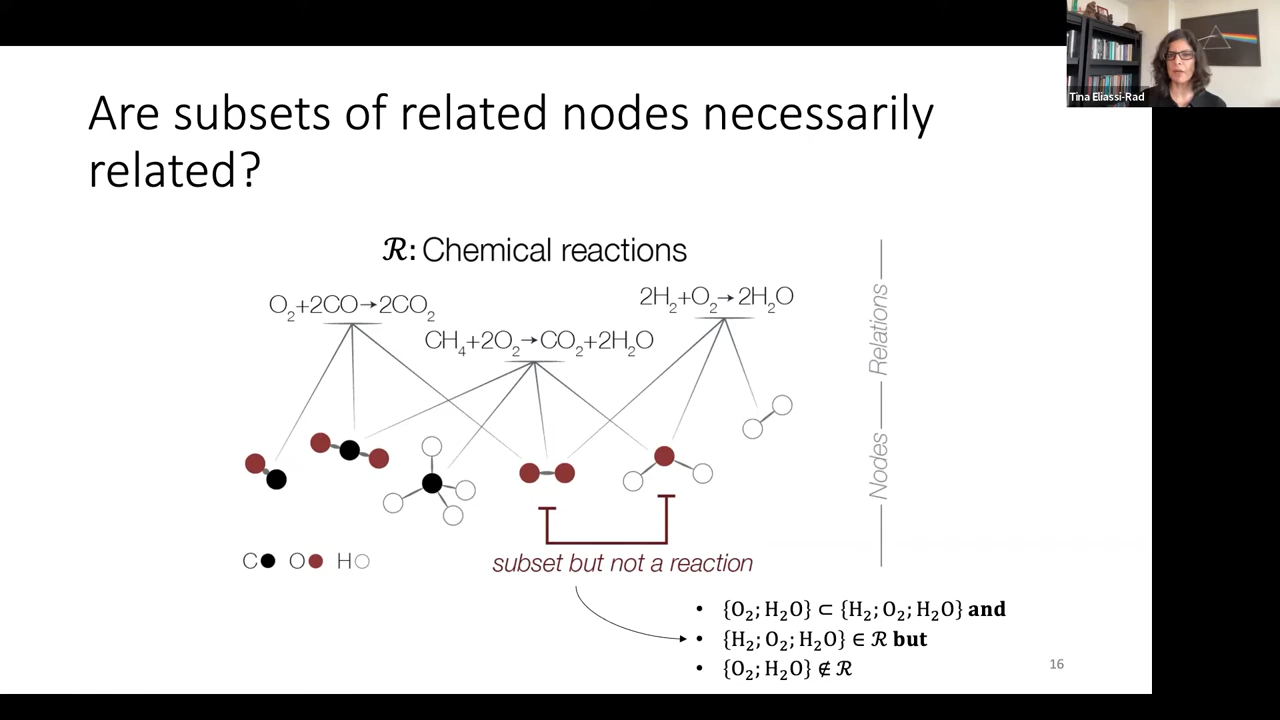 Tina Eliassi-Rad
Are subsets of related nodes necessarily
related?
ℛ: Chemical reactions
O₂+2CO→2CO₂
2H₂+O₂→2H₂O
CH₄+2O₂→CO₂+2H₂O
Relations
Nodes
C O H
subset but not a reaction
• {O₂; H₂O} ⊂ {H₂; O₂; H₂O} and
• {H₂; O₂; H₂O} ∈ ℛ but
• {O₂; H₂O} ∉ ℛ
16